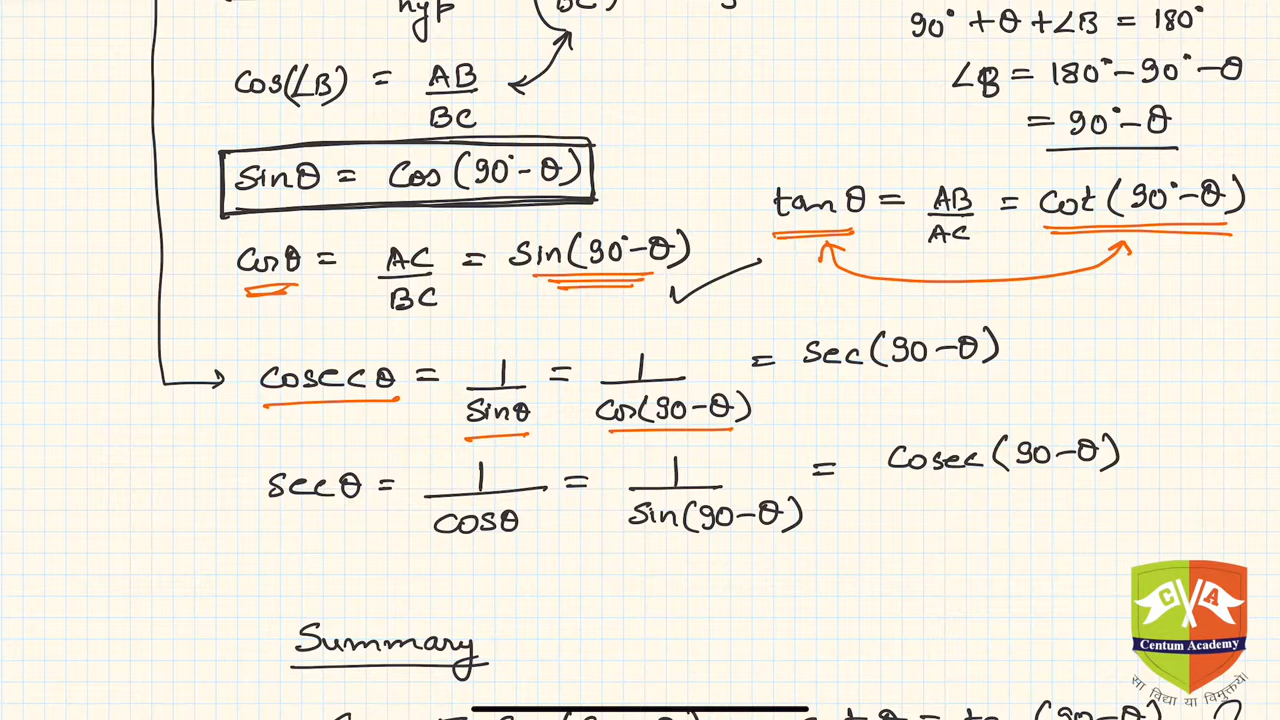 hyp
90° + θ + ∠B = 180°
Cos(∠B) = AB/BC
∠B = 180° - 90° - θ
= 90° - θ
Sinθ = Cos(90° - θ)
tanθ = AB/AC = Cot(90° - θ)
Cosθ = AC/BC = Sin(90° - θ)
Cosecθ = 1/Sinθ = 1/Cos(90 - θ) = Sec(90 - θ)
Secθ = 1/Cosθ = 1/Sin(90 - θ) = Cosec(90 - θ)
Summary
C A
Centum Academy
सा विद्या या विमुक्तये।